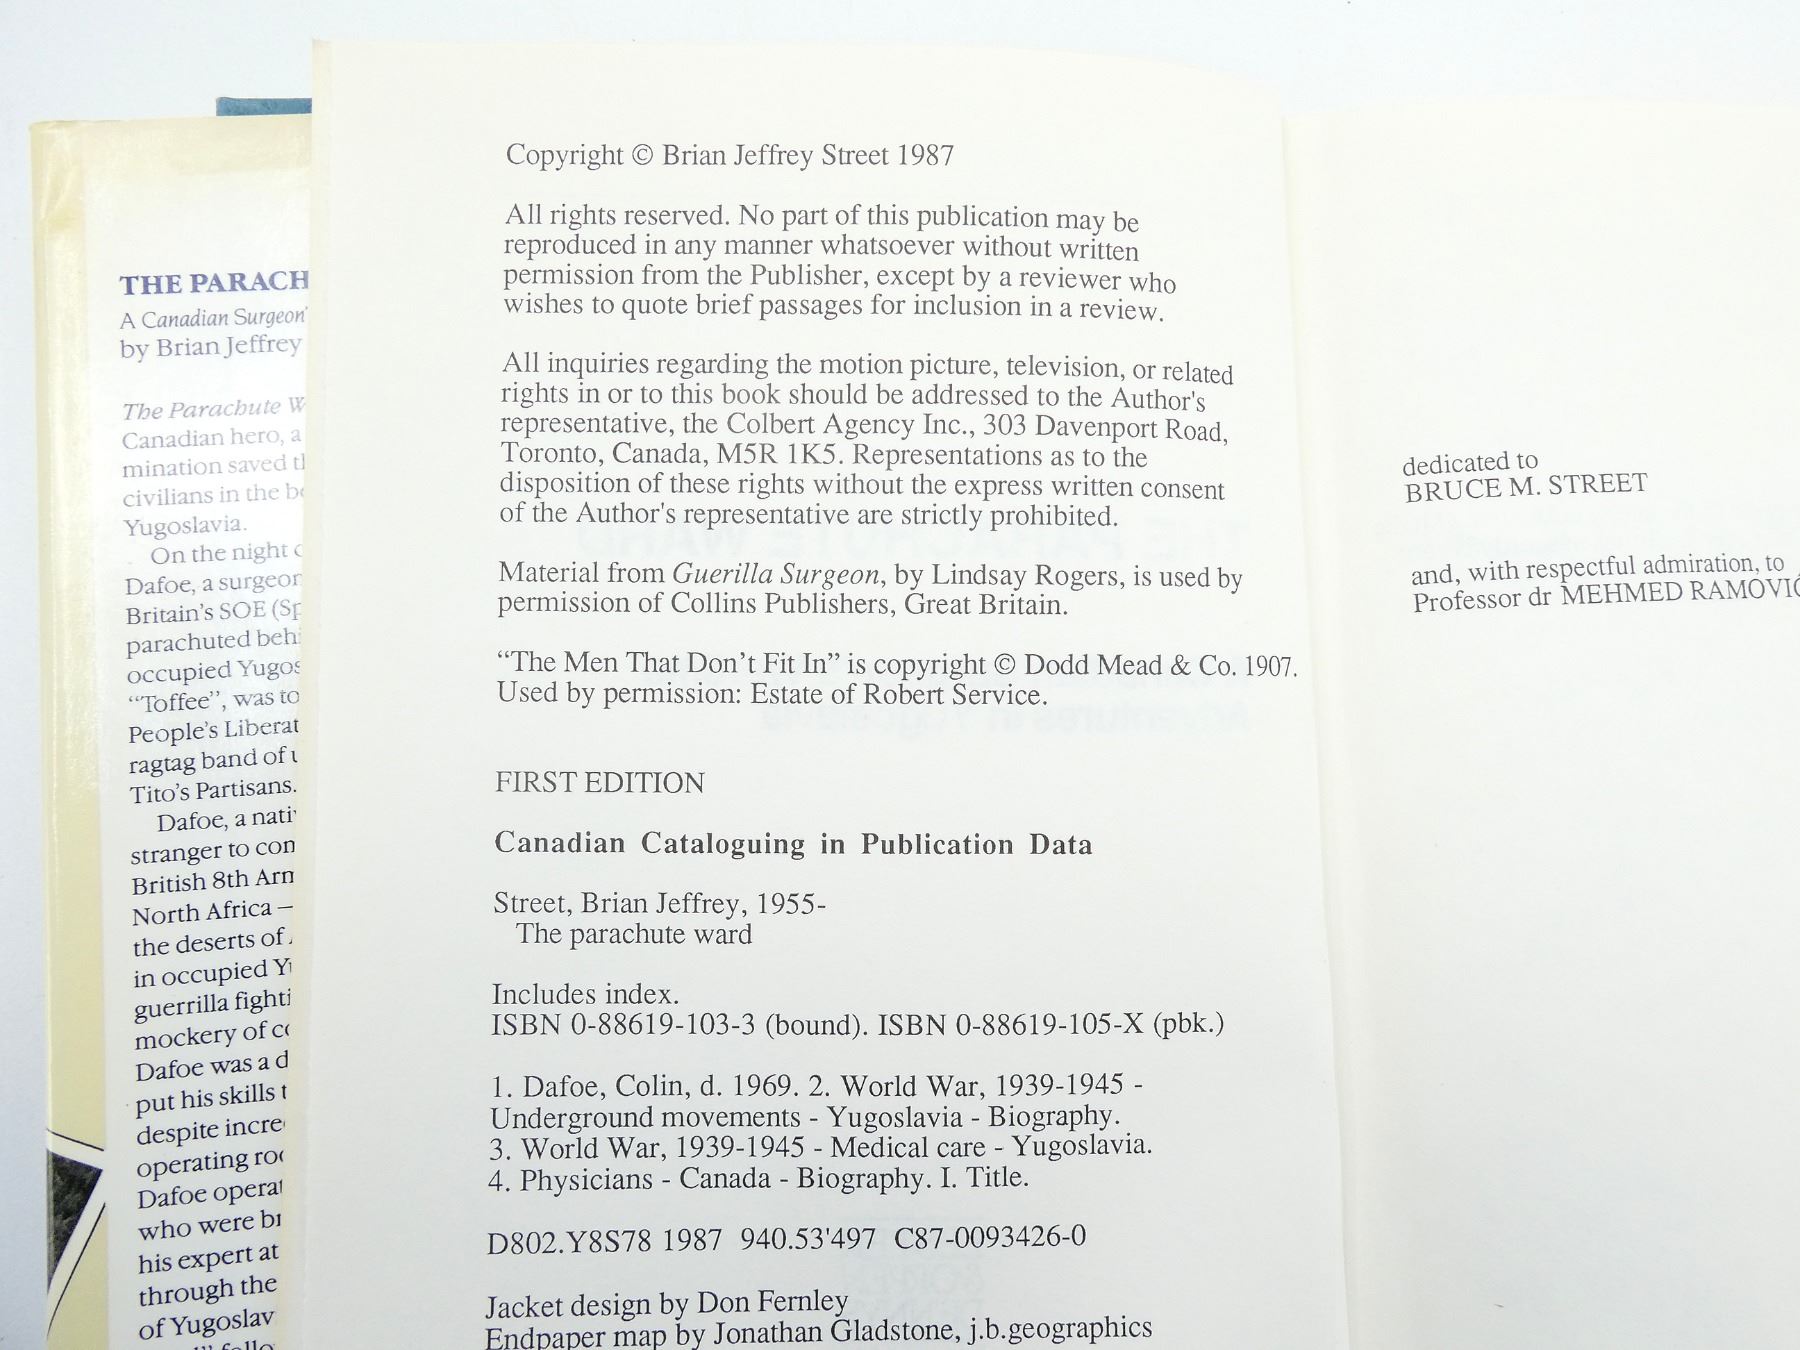 THE PARACH
A Canadian Surgeon'
by Brian Jeffrey
The Parachute W
Canadian hero, a
mination saved
civilians in the
Yugoslavia.
On the night
Dafoe, a surgeon
Britain's SOE (Sp
parachuted behi
occupied Yugos
"Toffee", was to
People's Liberat
ragtag band of
Tito's Partisans.
Dafoe, a nati
stranger to con
British 8th Arm
North Africa —
the deserts of
in occupied Y
guerrilla fighti
mockery of
Dafoe was a d
put his skills t
despite incre
operating
Dafoe operat
who were
his expert at
through the
of Yugoslav
Copyright © Brian Jeffrey Street 1987
All rights reserved. No part of this publication may be
reproduced in any manner whatsoever without written
permission from the Publisher, except by a reviewer who
wishes to quote brief passages for inclusion in a review.
All inquiries regarding the motion picture, television, or related
rights in or to this book should be addressed to the Author's
representative, the Colbert Agency Inc., 303 Davenport Road,
Toronto, Canada, M5R 1K5. Representations as to the
disposition of these rights without the express written consent
of the Author's representative are strictly prohibited.
Material from Guerilla Surgeon, by Lindsay Rogers, is used by
permission of Collins Publishers, Great Britain.
"The Men That Don't Fit In" is copyright © Dodd Mead & Co. 1907.
Used by permission: Estate of Robert Service.
FIRST EDITION
Canadian Cataloguing in Publication Data
Street, Brian Jeffrey, 1955-
The parachute ward
Includes index.
ISBN 0-88619-103-3 (bound). ISBN 0-88619-105-X (pbk.)
1. Dafoe, Colin, d. 1969. 2. World War, 1939-1945 -
Underground movements - Yugoslavia - Biography.
3. World War, 1939-1945 - Medical care - Yugoslavia.
4. Physicians - Canada - Biography. I. Title.
D802.Y8S78 1987 940.53'497 C87-0093426-0
Jacket design by Don Fernley
Endpaper map by Jonathan Gladstone, j.b.geographics
dedicated to
BRUCE M. STREET
and, with respectful admiration, to
Professor dr MEHMED RAMOVIĆ